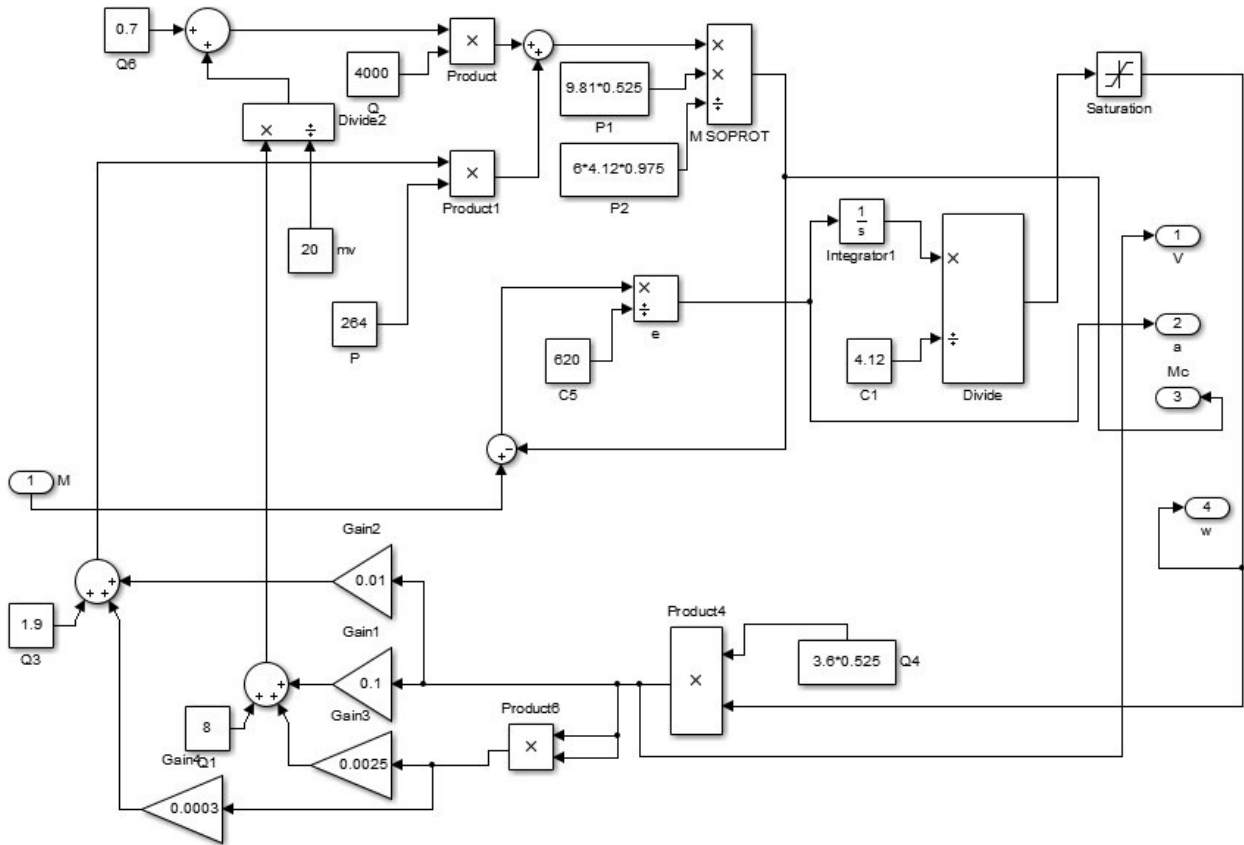 0.7
Q6
+
+
×
Product
+
+
4000
Q
×
×
÷
M SOPROT
9.81*0.525
P1
6*4.12*0.975
P2
Saturation
×
÷
Divide2
×
Product1
20
mv
264
P
1
s
Integrator1
×
÷
Divide
×
÷
e
620
C5
4.12
C1
1
V
2
a
Mc
3
4
w
1
M
+
−
Gain2
0.01
+
+ +
1.9
Q3
Gain1
0.1
+
+ +
8
Q1
Gain3
0.0025
Gain4
0.0003
Product6
×
Product4
×
3.6*0.525
Q4